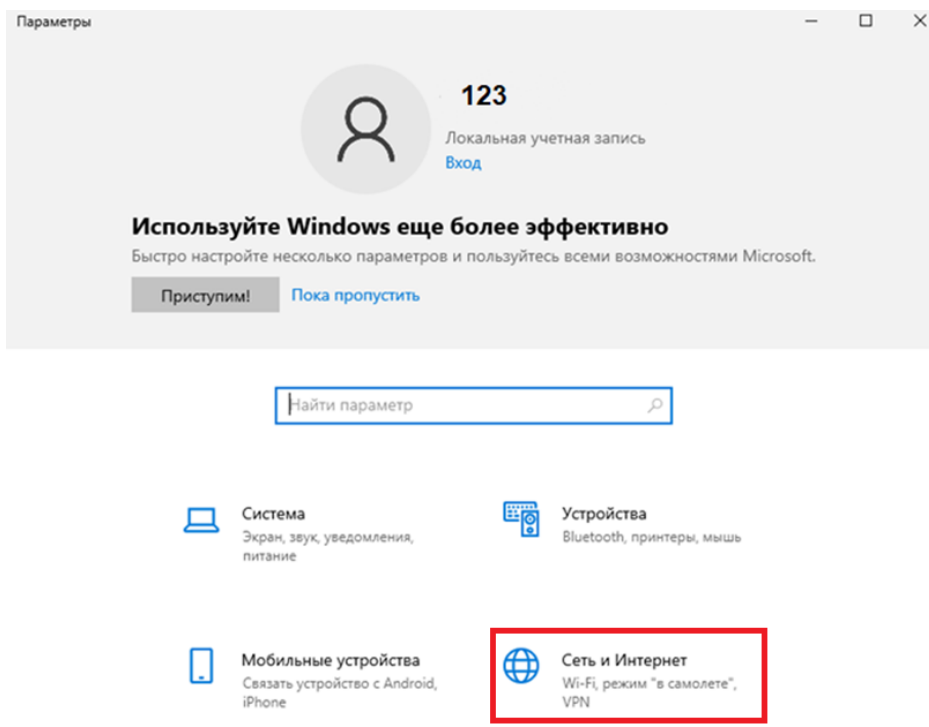 Параметры
123
Локальная учетная запись
Вход
Используйте Windows еще более эффективно
Быстро настройте несколько параметров и пользуйтесь всеми возможностями Microsoft.
Приступим!
Пока пропустить
Найти параметр
Система
Экран, звук, уведомления,
питание
Устройства
Bluetooth, принтеры, мышь
Мобильные устройства
Связать устройство с Android,
iPhone
Сеть и Интернет
Wi-Fi, режим "в самолете",
VPN